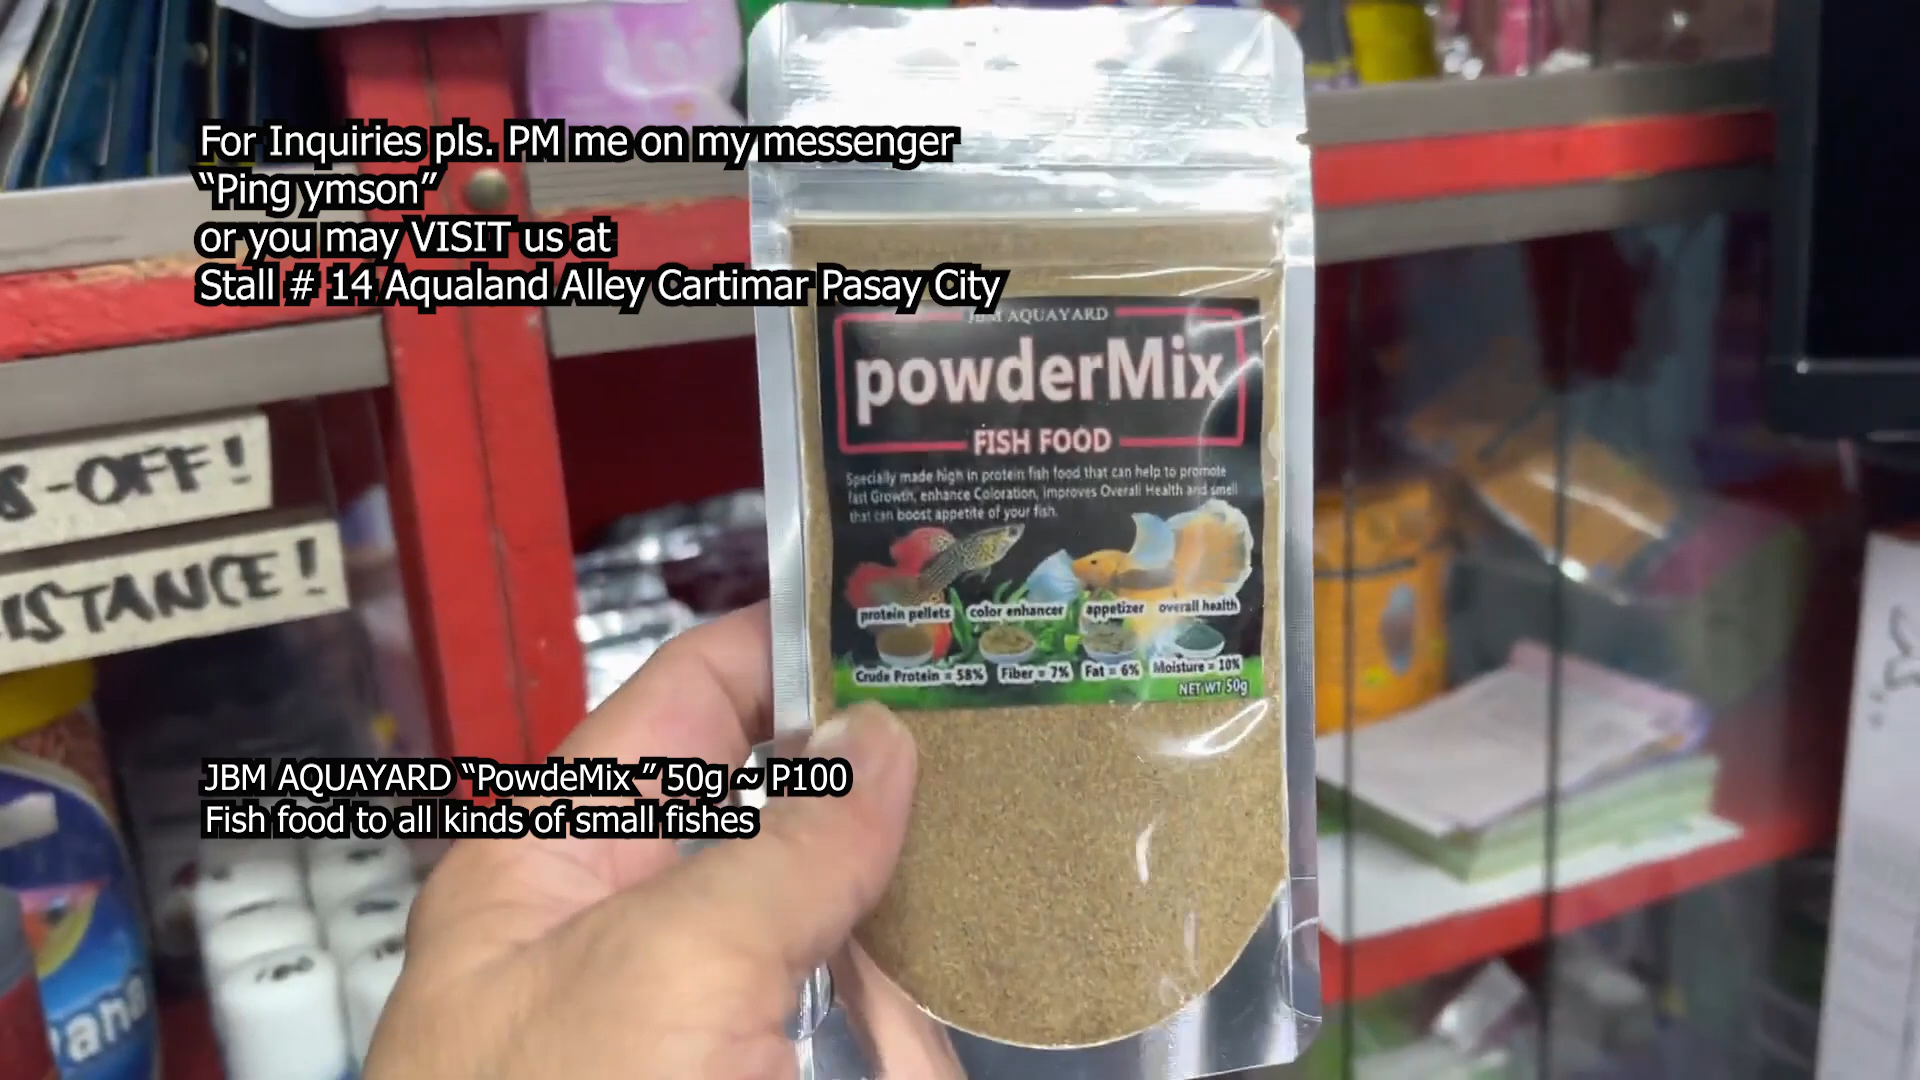 For Inquiries pls. PM me on my messenger
“Ping ymson”
or you may VISIT us at
Stall # 14 Aqualand Alley Cartimar Pasay City
JBM AQUAYARD
powderMix
FISH FOOD
Specially made high in protein fish food that can help to promote
fast Growth, enhance Coloration, improves Overall Health and smell
that can boost appetite of your fish.
protein pellets color enhancer appetizer overall health
Crude Protein = 58% Fiber = 7% Fat = 6% Moisture = 10%
NET WT 50g
JBM AQUAYARD “PowdeMix ” 50g ~ P100
Fish food to all kinds of small fishes
S-OFF!
ISTANCE!